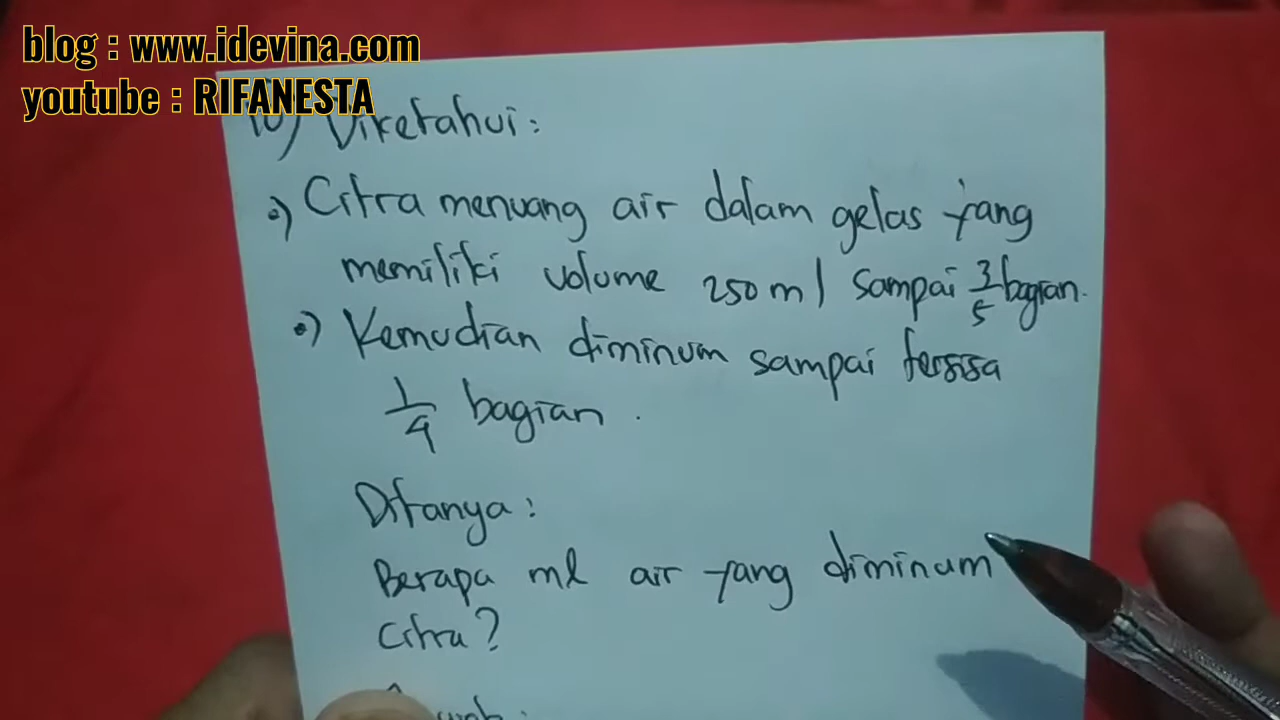 blog : www.idevina.com
youtube : RIFANESTA
10) Diketahui:
•) Citra menuang air dalam gelas yang
memiliki volume 250 ml sampai 3/5 bagian.
•) Kemudian diminum sampai tersisa
1/4 bagian.
Ditanya:
Berapa ml air yang diminum
Citra?